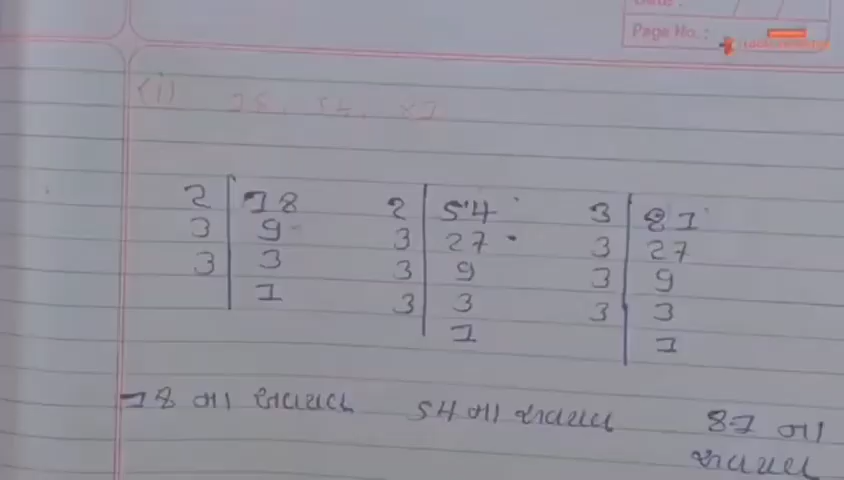 Page No. :
(i) 18, 54, 81
2 | 18 2 | 54 3 | 81
3 | 9 3 | 27 3 | 27
3 | 3 3 | 9 3 | 9
1 3 | 3 3 | 3
1 1
18 ના અવયવ 54 ના અવયવ 81 ના
અવયવ